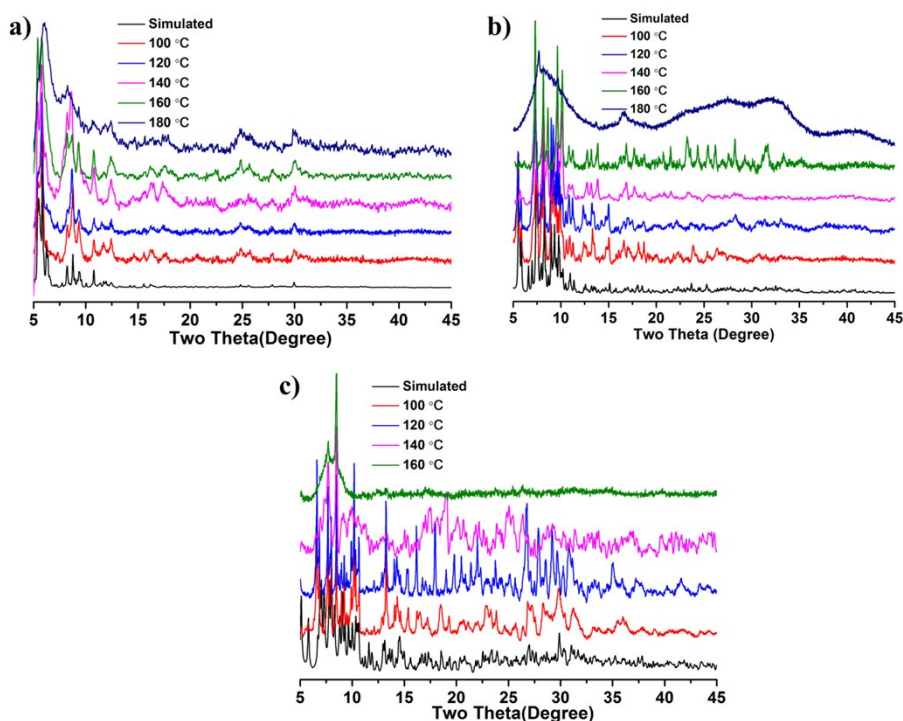 a)
Simulated
100 °C
120 °C
140 °C
160 °C
180 °C
5 10 15 20 25 30 35 40 45
Two Theta(Degree)
b)
Simulated
100 °C
120 °C
140 °C
160 °C
180 °C
5 10 15 20 25 30 35 40 45
Two Theta (Degree)
c)
Simulated
100 °C
120 °C
140 °C
160 °C
5 10 15 20 25 30 35 40 45
Two Theta (Degree)